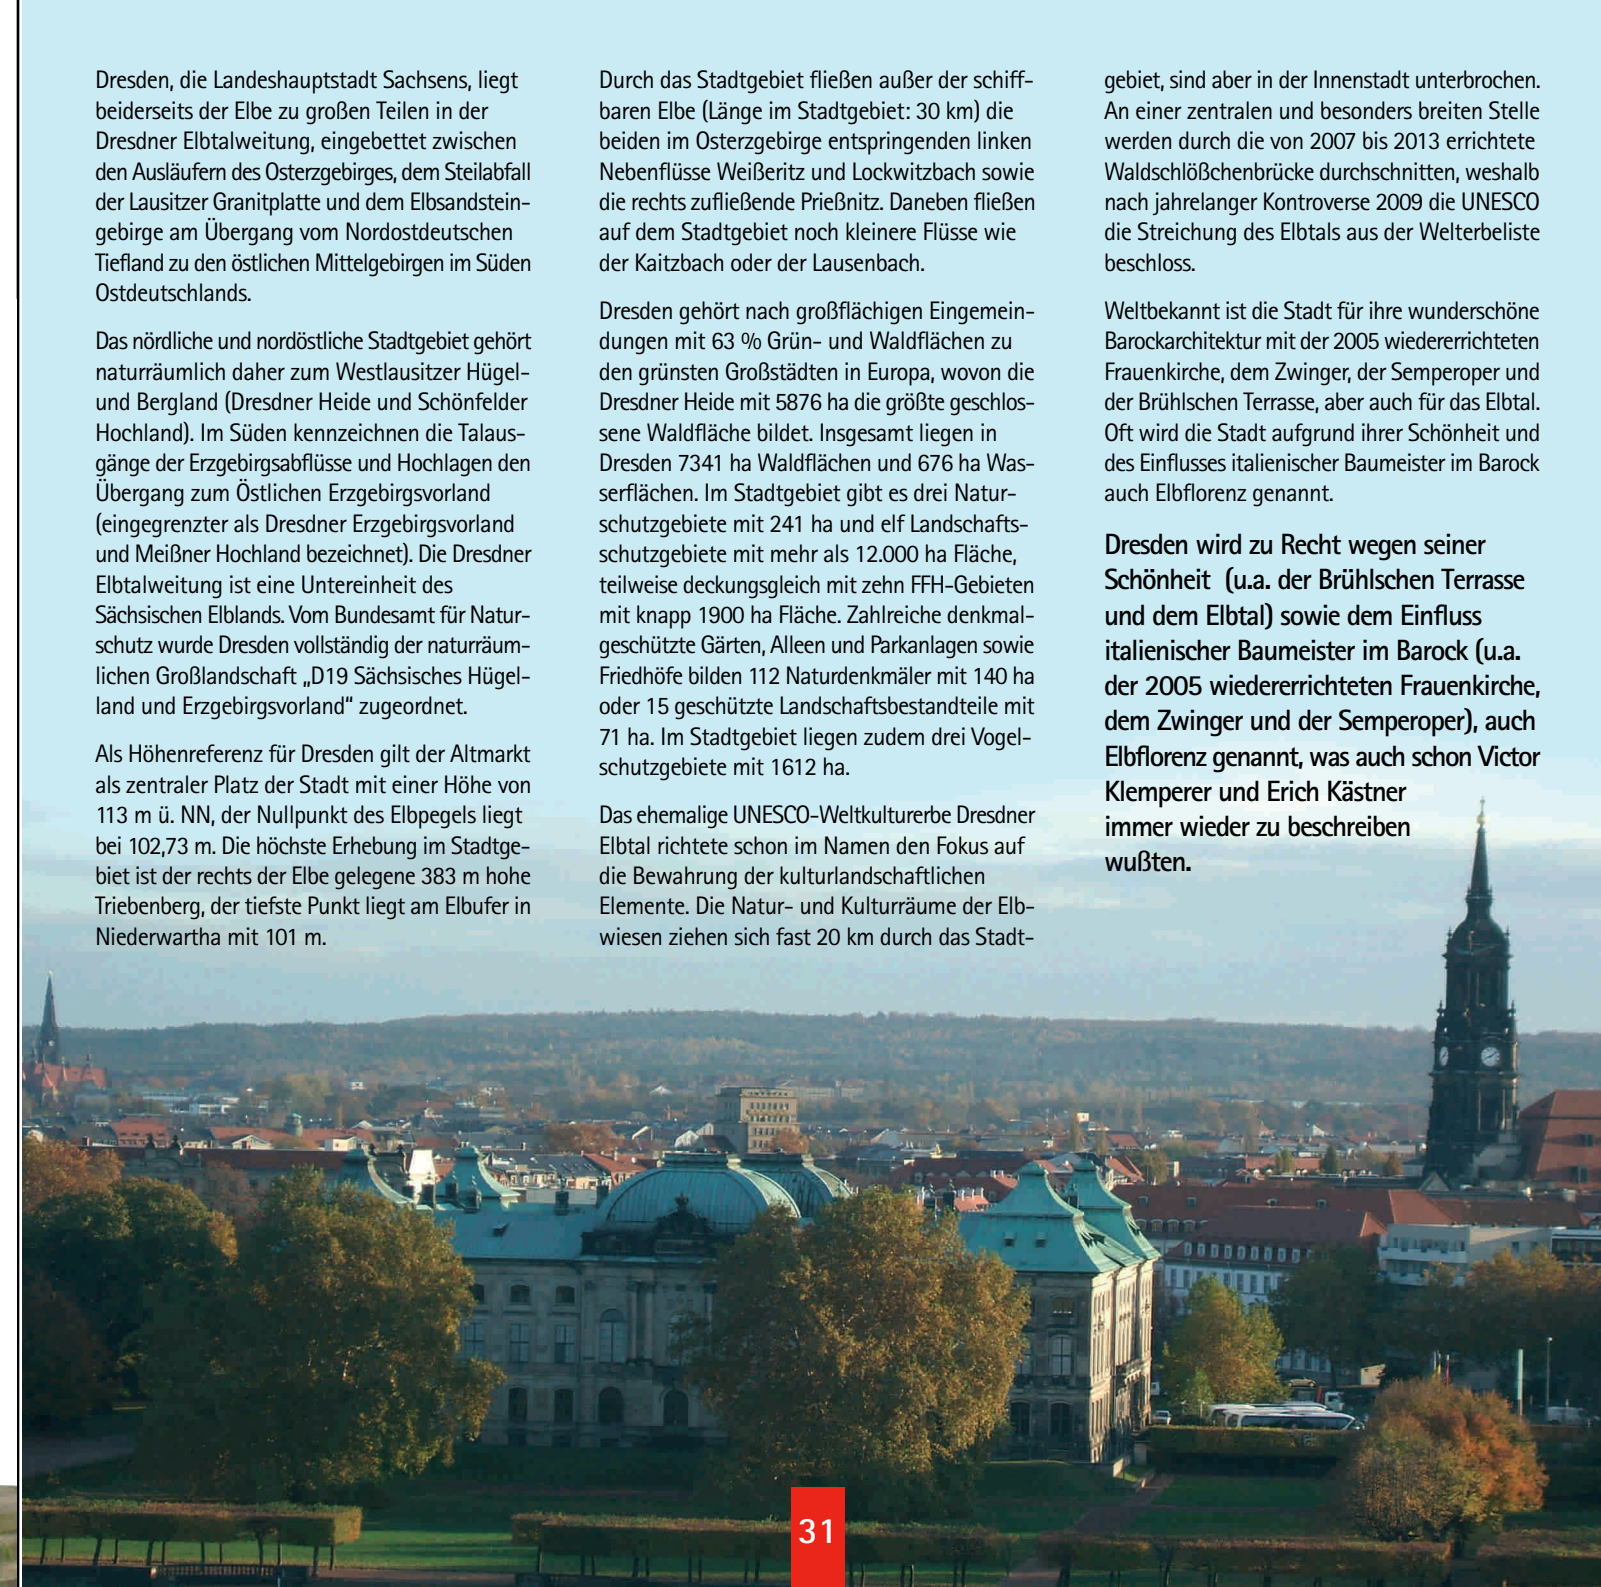 Dresden, die Landeshauptstadt Sachsens, liegt
beiderseits der Elbe zu großen Teilen in der
Dresdner Elbtalweitung, eingebettet zwischen
den Ausläufern des Osterzgebirges, dem Steilabfall
der Lausitzer Granitplatte und dem Elbsandstein-
gebirge am Übergang vom Nordostdeutschen
Tiefland zu den östlichen Mittelgebirgen im Süden
Ostdeutschlands.
Das nördliche und nordöstliche Stadtgebiet gehört
naturräumlich daher zum Westlausitzer Hügel-
und Bergland (Dresdner Heide und Schönfelder
Hochland). Im Süden kennzeichnen die Talaus-
gänge der Erzgebirgsabflüsse und Hochlagen den
Übergang zum Östlichen Erzgebirgsvorland
(eingegrenzter als Dresdner Erzgebirgsvorland
und Meißner Hochland bezeichnet). Die Dresdner
Elbtalweitung ist eine Untereinheit des
Sächsischen Elblands. Vom Bundesamt für Natur-
schutz wurde Dresden vollständig der naturräum-
lichen Großlandschaft „D19 Sächsisches Hügel-
land und Erzgebirgsvorland" zugeordnet.
Als Höhenreferenz für Dresden gilt der Altmarkt
als zentraler Platz der Stadt mit einer Höhe von
113 m ü. NN, der Nullpunkt des Elbpegels liegt
bei 102,73 m. Die höchste Erhebung im Stadtge-
biet ist der rechts der Elbe gelegene 383 m hohe
Triebenberg, der tiefste Punkt liegt am Elbufer in
Niederwartha mit 101 m.
Durch das Stadtgebiet fließen außer der schiff-
baren Elbe (Länge im Stadtgebiet: 30 km) die
beiden im Osterzgebirge entspringenden linken
Nebenflüsse Weißeritz und Lockwitzbach sowie
die rechts zufließende Prießnitz. Daneben fließen
auf dem Stadtgebiet noch kleinere Flüsse wie
der Kaitzbach oder der Lausenbach.
Dresden gehört nach großflächigen Eingemein-
dungen mit 63 % Grün- und Waldflächen zu
den grünsten Großstädten in Europa, wovon die
Dresdner Heide mit 5876 ha die größte geschlos-
sene Waldfläche bildet. Insgesamt liegen in
Dresden 7341 ha Waldflächen und 676 ha Was-
serflächen. Im Stadtgebiet gibt es drei Natur-
schutzgebiete mit 241 ha und elf Landschafts-
schutzgebiete mit mehr als 12.000 ha Fläche,
teilweise deckungsgleich mit zehn FFH-Gebieten
mit knapp 1900 ha Fläche. Zahlreiche denkmal-
geschützte Gärten, Alleen und Parkanlagen sowie
Friedhöfe bilden 112 Naturdenkmäler mit 140 ha
oder 15 geschützte Landschaftsbestandteile mit
71 ha. Im Stadtgebiet liegen zudem drei Vogel-
schutzgebiete mit 1612 ha.
Das ehemalige UNESCO-Weltkulturerbe Dresdner
Elbtal richtete schon im Namen den Fokus auf
die Bewahrung der kulturlandschaftlichen
Elemente. Die Natur- und Kulturräume der Elb-
wiesen ziehen sich fast 20 km durch das Stadt-
gebiet, sind aber in der Innenstadt unterbrochen.
An einer zentralen und besonders breiten Stelle
werden durch die von 2007 bis 2013 errichtete
Waldschlößchenbrücke durchschnitten, weshalb
nach jahrelanger Kontroverse 2009 die UNESCO
die Streichung des Elbtals aus der Welterbeliste
beschloss.
Weltbekannt ist die Stadt für ihre wunderschöne
Barockarchitektur mit der 2005 wiedererrichteten
Frauenkirche, dem Zwinger, der Semperoper und
der Brühlschen Terrasse, aber auch für das Elbtal.
Oft wird die Stadt aufgrund ihrer Schönheit und
des Einflusses italienischer Baumeister im Barock
auch Elbflorenz genannt.
Dresden wird zu Recht wegen seiner
Schönheit (u.a. der Brühlschen Terrasse
und dem Elbtal) sowie dem Einfluss
italienischer Baumeister im Barock (u.a.
der 2005 wiedererrichteten Frauenkirche,
dem Zwinger und der Semperoper), auch
Elbflorenz genannt, was auch schon Victor
Klemperer und Erich Kästner
immer wieder zu beschreiben
wußten.
31